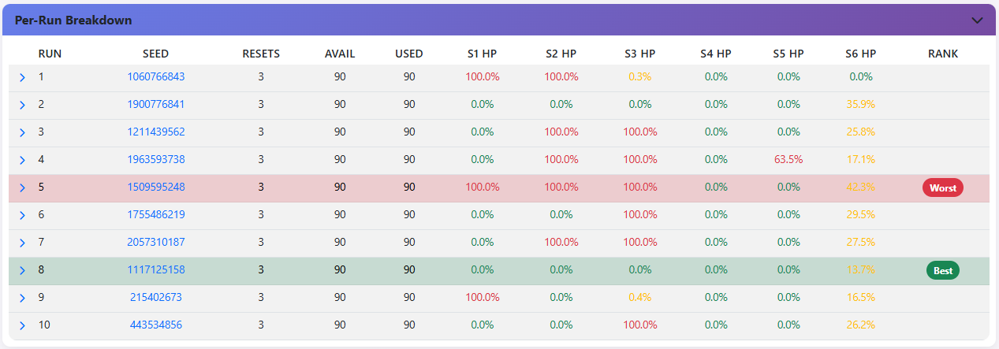 Per-Run Breakdown
RUN SEED RESETS AVAIL USED S1 HP S2 HP S3 HP S4 HP S5 HP S6 HP RANK
1 1060766843 3 90 90 100.0% 100.0% 0.3% 0.0% 0.0% 0.0%
2 1900776841 3 90 90 0.0% 0.0% 0.0% 0.0% 0.0% 35.9%
3 1211439562 3 90 90 0.0% 100.0% 100.0% 0.0% 0.0% 25.8%
4 1963593738 3 90 90 0.0% 100.0% 100.0% 0.0% 63.5% 17.1%
5 1509595248 3 90 90 100.0% 100.0% 100.0% 0.0% 0.0% 42.3% Worst
6 1755486219 3 90 90 0.0% 0.0% 100.0% 0.0% 0.0% 29.5%
7 2057310187 3 90 90 0.0% 100.0% 100.0% 0.0% 0.0% 27.5%
8 1117125158 3 90 90 0.0% 0.0% 0.0% 0.0% 0.0% 13.7% Best
9 215402673 3 90 90 100.0% 0.0% 0.4% 0.0% 0.0% 16.5%
10 443534856 3 90 90 0.0% 0.0% 100.0% 0.0% 0.0% 26.2%